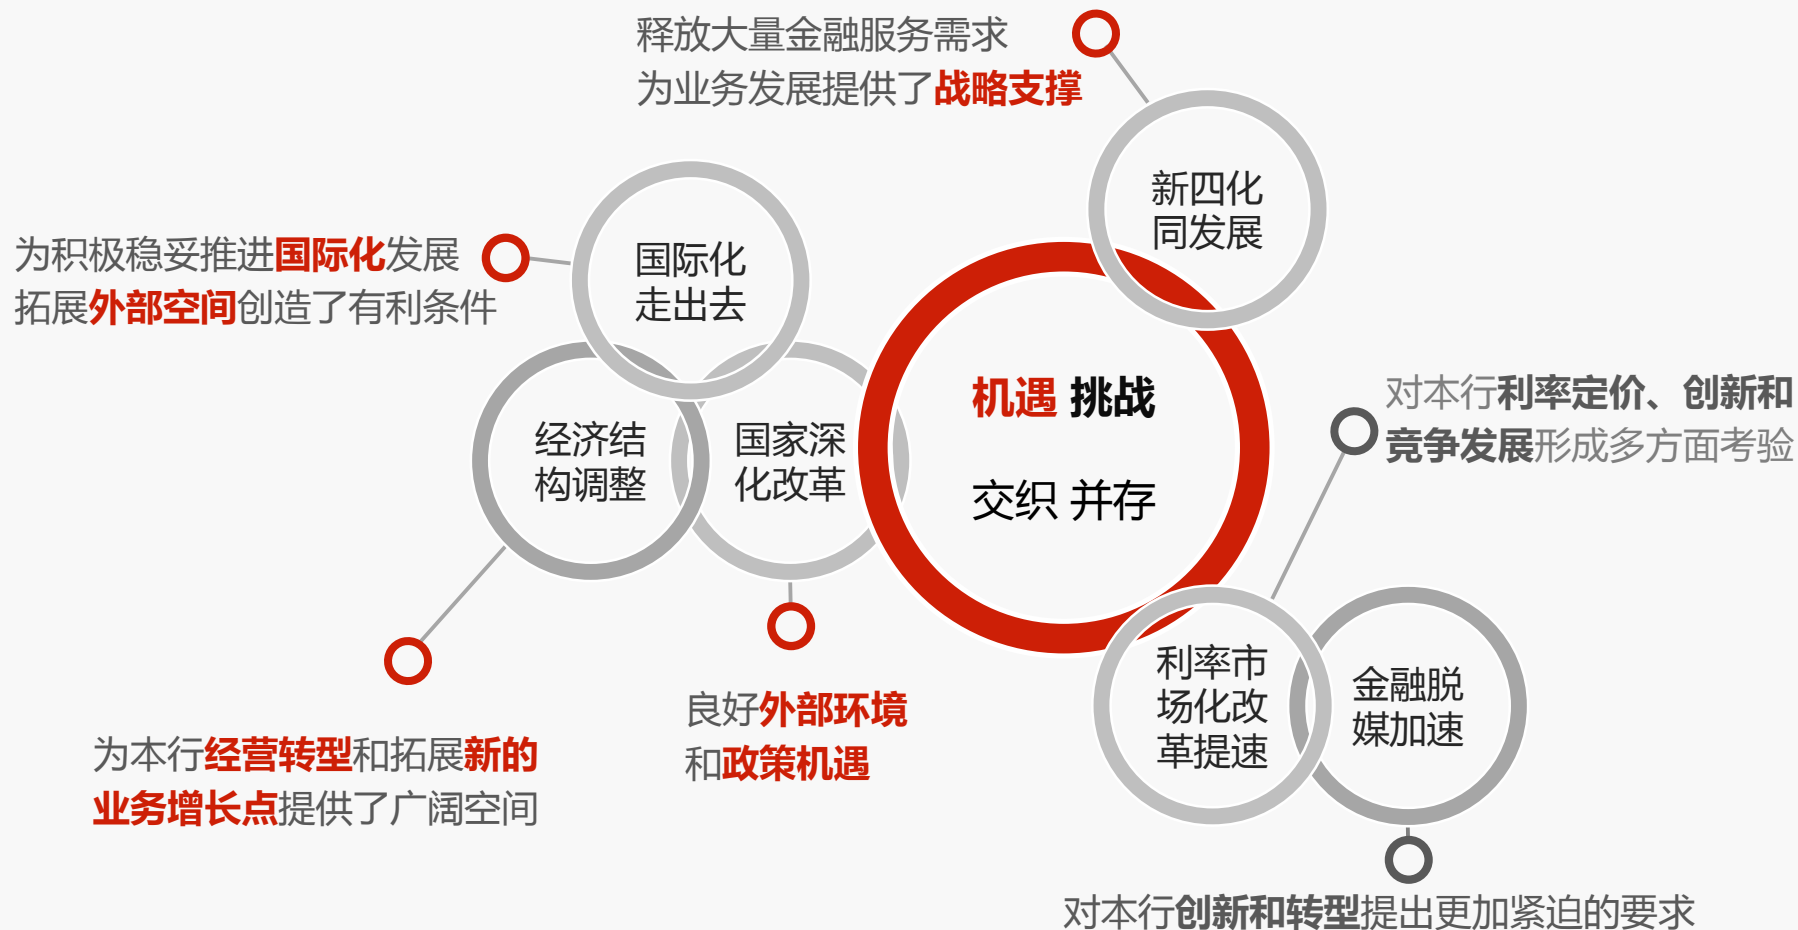 释放大量金融服务需求
为业务发展提供了战略支撑
新四化
同发展
为积极稳妥推进国际化发展
拓展外部空间创造了有利条件
国际化
走出去
经济结
构调整
国家深
化改革
机遇 挑战
交织 并存
对本行利率定价、创新和
竞争发展形成多方面考验
为本行经营转型和拓展新的
业务增长点提供了广阔空间
良好外部环境
和政策机遇
利率市
场化改
革提速
金融脱
媒加速
对本行创新和转型提出更加紧迫的要求